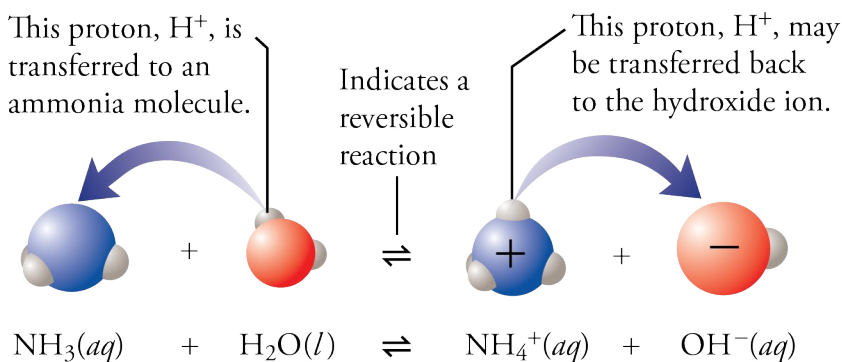 This proton, H⁺, is
transferred to an
ammonia molecule.
Indicates a
reversible
reaction
This proton, H⁺, may
be transferred back
to the hydroxide ion.
+ ⇌ + + −
NH₃(aq) + H₂O(l) ⇌ NH₄⁺(aq) + OH⁻(aq)